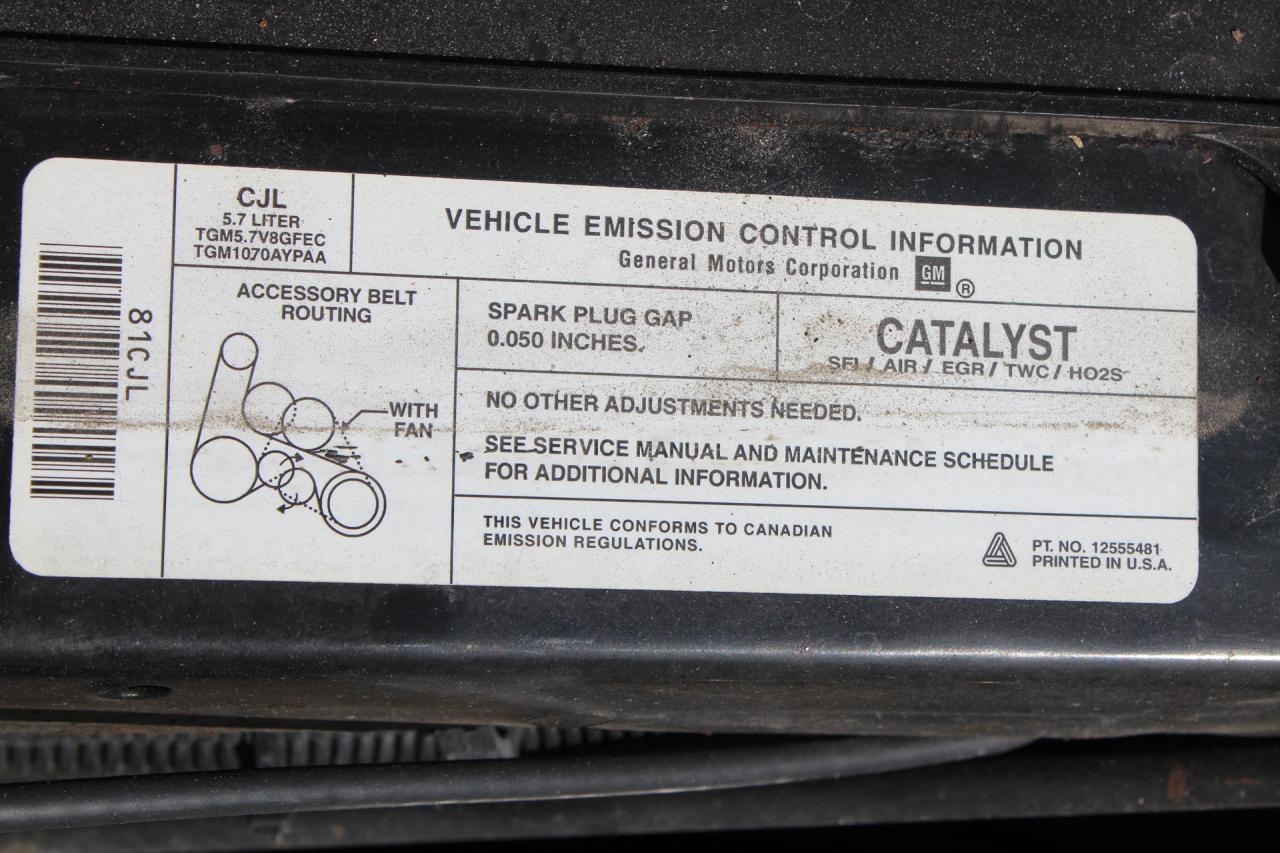 81CJL
CJL
5.7 LITER
TGM5.7V8GFEC
TGM1070AYPAA
VEHICLE EMISSION CONTROL INFORMATION
General Motors Corporation GM ®
ACCESSORY BELT
ROUTING
WITH
FAN
SPARK PLUG GAP
0.050 INCHES.
CATALYST
SFI / AIR / EGR / TWC / HO2S
NO OTHER ADJUSTMENTS NEEDED.
SEE SERVICE MANUAL AND MAINTENANCE SCHEDULE
FOR ADDITIONAL INFORMATION.
THIS VEHICLE CONFORMS TO CANADIAN
EMISSION REGULATIONS.
PT. NO. 12555481
PRINTED IN U.S.A.